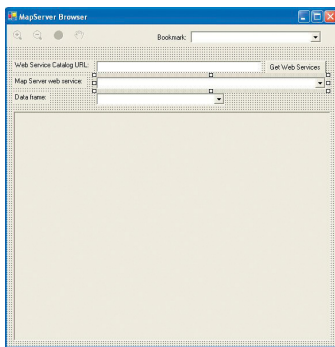 MapServer Browser
Bookmark:
Web Service Catalog URL:
Get Web Services
Map Server web service:
Data frame: